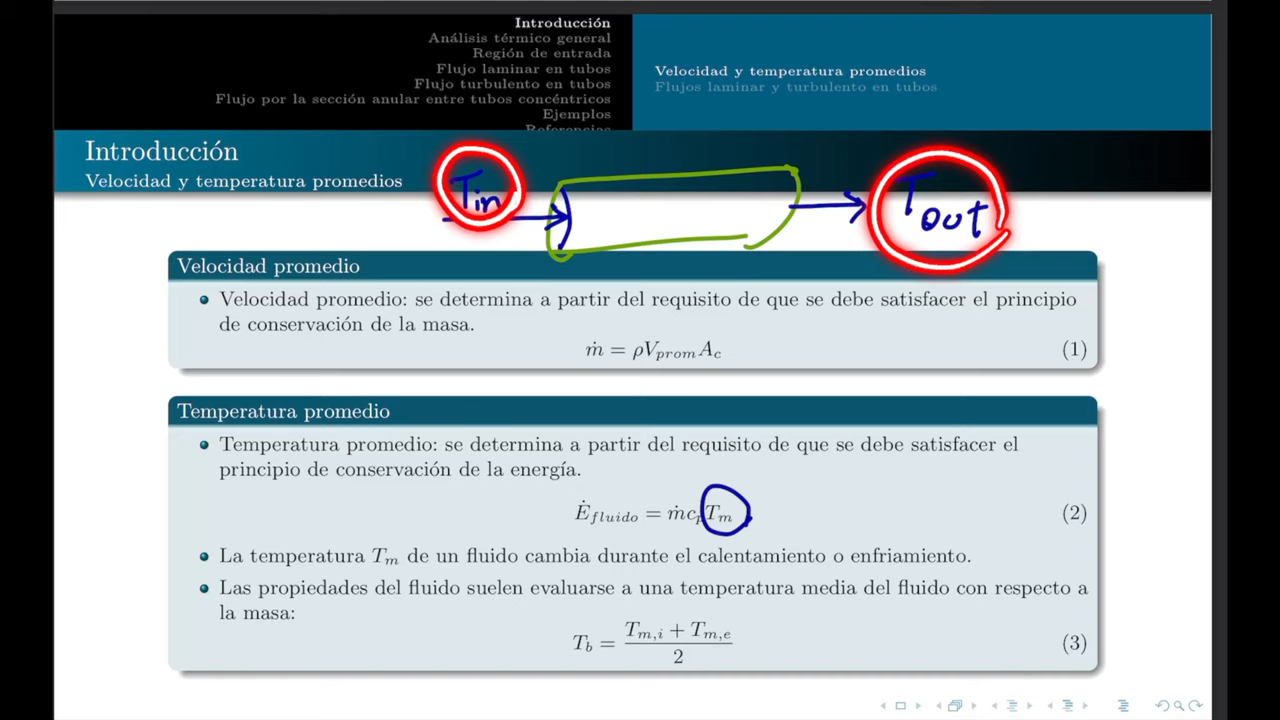 Introducción
Análisis térmico general
Región de entrada
Flujo laminar en tubos
Flujo turbulento en tubos
Flujo por la sección anular entre tubos concéntricos
Ejemplos
Referencias
Velocidad y temperatura promedios
Flujos laminar y turbulento en tubos
Introducción
Velocidad y temperatura promedios
Tin
Tout
Velocidad promedio
Velocidad promedio: se determina a partir del requisito de que se debe satisfacer el principio
de conservación de la masa.
ṁ = ρV_prom A_c (1)
Temperatura promedio
Temperatura promedio: se determina a partir del requisito de que se debe satisfacer el
principio de conservación de la energía.
Ė_fluido = ṁc_pT_m (2)
La temperatura T_m de un fluido cambia durante el calentamiento o enfriamiento.
Las propiedades del fluido suelen evaluarse a una temperatura media del fluido con respecto a
la masa:
T_b = (T_m,i + T_m,e) / 2 (3)